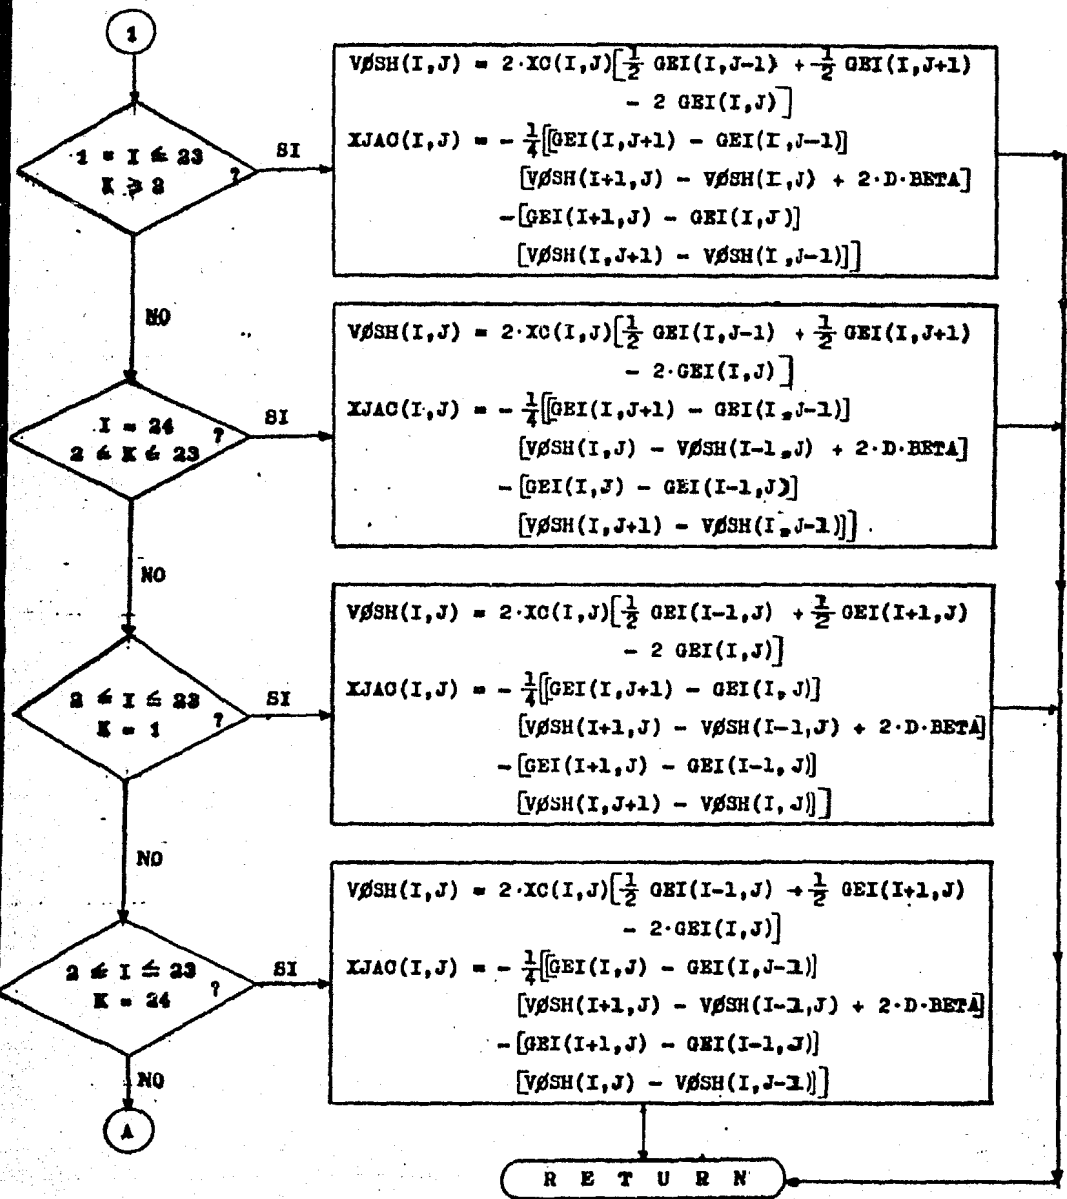 1
1 = I ≤ 23
K ≥ 2
?
SI
VØSH(I,J) = 2·XC(I,J)[½ GEI(I,J-1) + ½ GEI(I,J+1)
- 2 GEI(I,J)]
XJAC(I,J) = - ¼[[GEI(I,J+1) - GEI(I,J-1)]
[VØSH(I+1,J) - VØSH(I,J) + 2·D·BETA]
-[GEI(I+1,J) - GEI(I,J)]
[VØSH(I,J+1) - VØSH(I,J-1)]]
NO
I = 24
2 ≤ K ≤ 23
?
SI
VØSH(I,J) = 2·XC(I,J)[½ GEI(I,J-1) + ½ GEI(I,J+1)
- 2·GEI(I,J)]
XJAC(I,J) = - ¼[[GEI(I,J+1) - GEI(I,J-1)]
[VØSH(I,J) - VØSH(I-1,J) + 2·D·BETA]
-[GEI(I,J) - GEI(I-1,J)]
[VØSH(I,J+1) - VØSH(I,J-1)]]
NO
2 ≤ I ≤ 23
K = 1
?
SI
VØSH(I,J) = 2·XC(I,J)[½ GEI(I-1,J) + ½ GEI(I+1,J)
- 2 GEI(I,J)]
XJAC(I,J) = - ¼[[GEI(I,J+1) - GEI(I,J)]
[VØSH(I+1,J) - VØSH(I-1,J) + 2·D·BETA]
-[GEI(I+1,J) - GEI(I-1,J)]
[VØSH(I,J+1) - VØSH(I,J)]]
NO
2 ≤ I ≤ 23
K = 24
?
SI
VØSH(I,J) = 2·XC(I,J)[½ GEI(I-1,J) + ½ GEI(I+1,J)
- 2·GEI(I,J)]
XJAC(I,J) = - ¼[[GEI(I,J) - GEI(I,J-1)]
[VØSH(I+1,J) - VØSH(I-1,J) + 2·D·BETA]
-[GEI(I+1,J) - GEI(I-1,J)]
[VØSH(I,J) - VØSH(I,J-1)]]
NO
A
R E T U R N